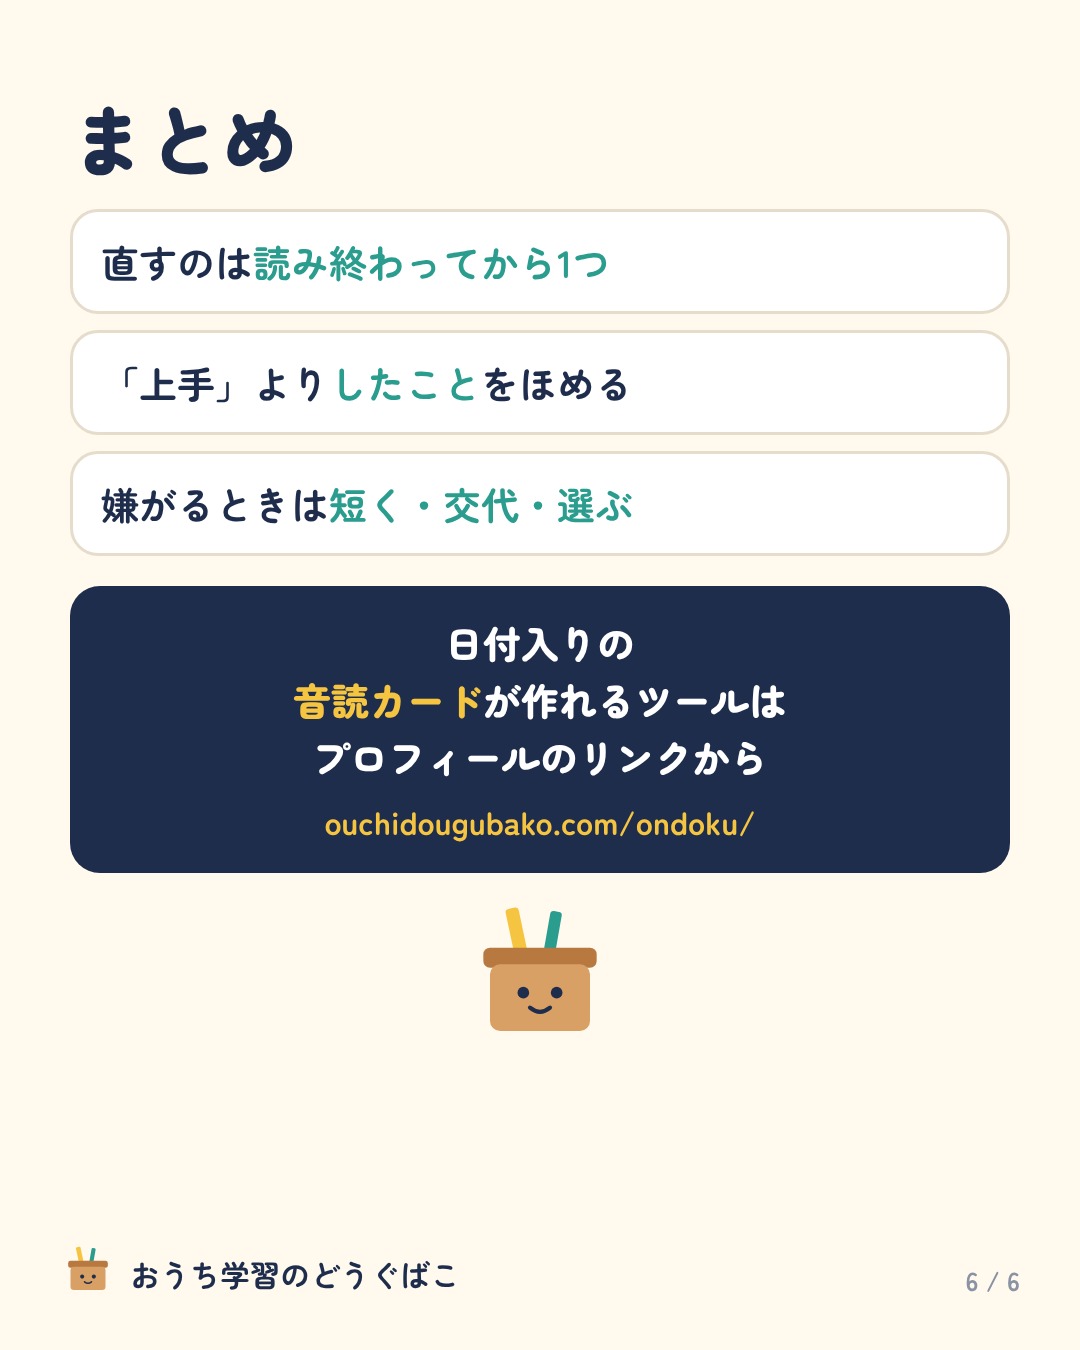 まとめ
直すのは読み終わってから1つ
「上手」よりしたことをほめる
嫌がるときは短く・交代・選ぶ
日付入りの
音読カードが作れるツールは
プロフィールのリンクから
ouchidougubako.com/ondoku/
おうち学習のどうぐばこ
6 / 6